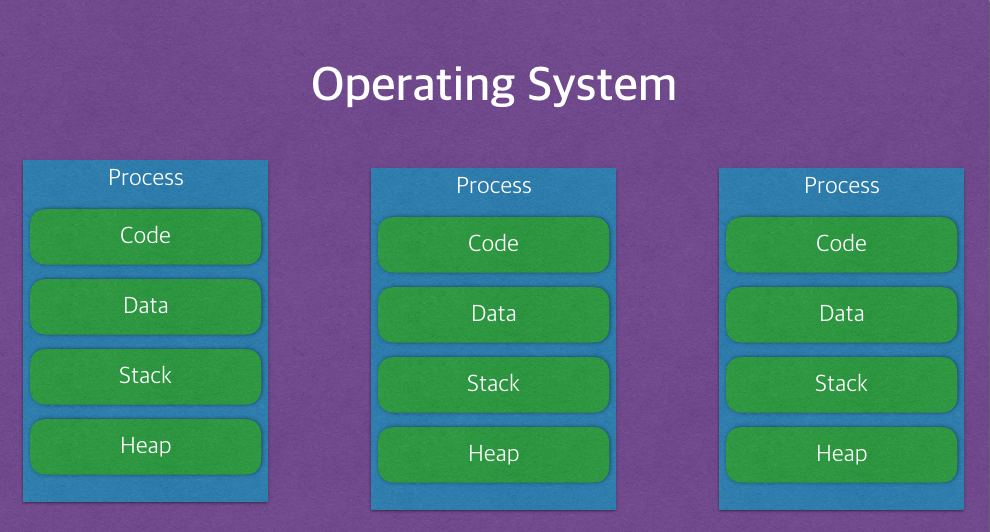 Operating System
Process
Code
Data
Stack
Heap
Process
Code
Data
Stack
Heap
Process
Code
Data
Stack
Heap